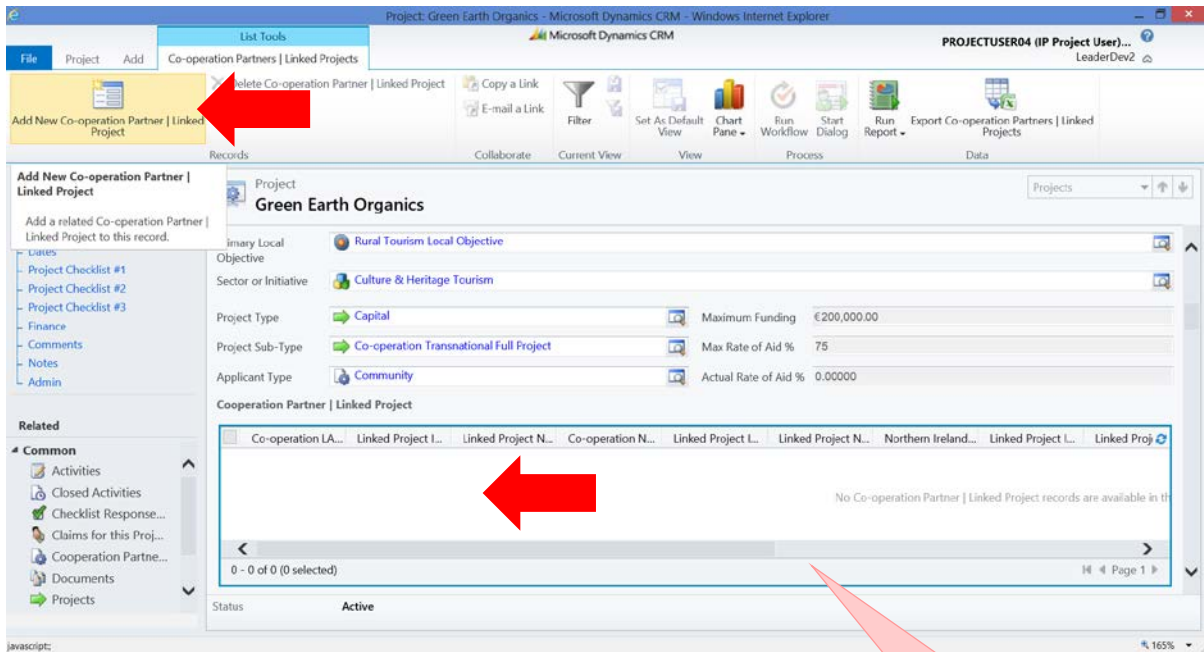 Project: Green Earth Organics - Microsoft Dynamics CRM - Windows Internet Explorer
List Tools
Microsoft Dynamics CRM
PROJECTUSER04 (IP Project User)...
LeaderDev2
File Project Add Co-operation Partners | Linked Projects
Add New Co-operation Partner | Linked
Project
Delete Co-operation Partner | Linked Project
Records
Copy a Link
E-mail a Link
Collaborate
Filter
Current View
Set As Default
View
Chart
Pane
View
Run
Workflow
Start
Dialog
Process
Run
Report
Export Co-operation Partners | Linked
Projects
Data
Add New Co-operation Partner |
Linked Project
Add a related Co-operation Partner |
Linked Project to this record.
Dates
Project Checklist #1
Project Checklist #2
Project Checklist #3
Finance
Comments
Notes
Admin
Related
Common
Activities
Closed Activities
Checklist Response...
Claims for this Proj...
Cooperation Partne...
Documents
Projects
Project
Green Earth Organics
Projects
Primary Local
Objective
Rural Tourism Local Objective
Sector or Initiative Culture & Heritage Tourism
Project Type Capital Maximum Funding €200,000.00
Project Sub-Type Co-operation Transnational Full Project Max Rate of Aid % 75
Applicant Type Community Actual Rate of Aid % 0.00000
Cooperation Partner | Linked Project
Co-operation LA... Linked Project I... Linked Project N... Co-operation N... Linked Project I... Linked Project N... Northern Ireland... Linked Project I... Linked Proj
No Co-operation Partner | Linked Project records are available in th
0 - 0 of 0 (0 selected) Page 1
Status Active
javascript:; 165%